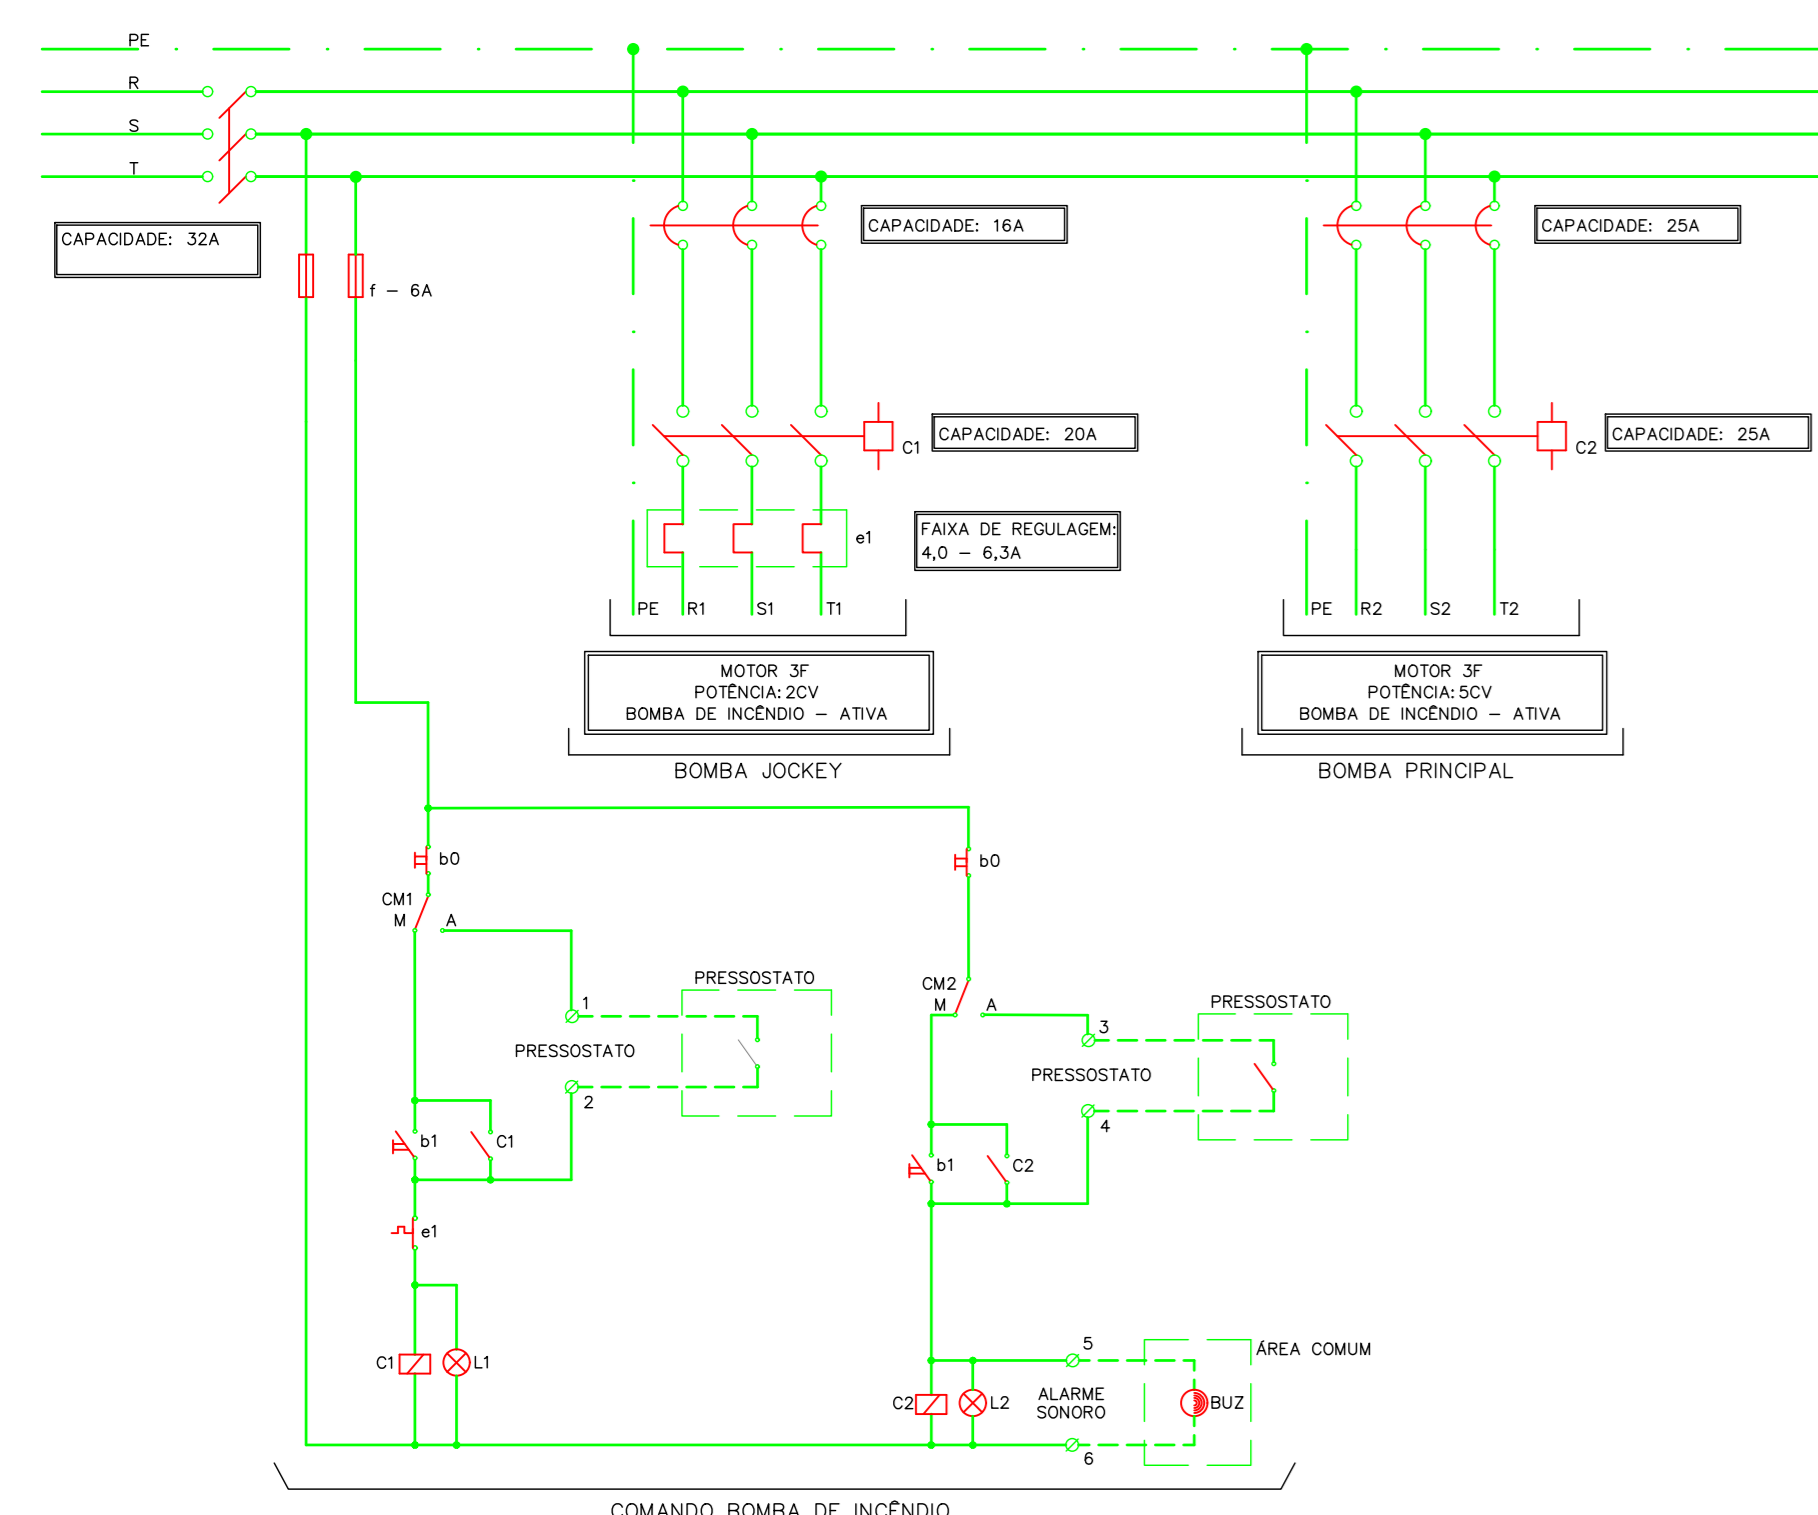 PE
R
S
T
CAPACIDADE: 32A
f – 6A
CAPACIDADE: 16A
CAPACIDADE: 25A
C1
CAPACIDADE: 20A
C2
CAPACIDADE: 25A
e1
FAIXA DE REGULAGEM:
4,0 – 6,3A
PE R1 S1 T1
PE R2 S2 T2
MOTOR 3F
POTÊNCIA: 2CV
BOMBA DE INCÊNDIO – ATIVA
BOMBA JOCKEY
MOTOR 3F
POTÊNCIA: 5CV
BOMBA DE INCÊNDIO – ATIVA
BOMBA PRINCIPAL
b0
CM1
M A
1
PRESSOSTATO
PRESSOSTATO
2
b1 C1
e1
C1 L1
b0
CM2
M A
PRESSOSTATO
3
PRESSOSTATO
4
b1 C2
5
ÁREA COMUM
C2 L2
ALARME
SONORO
BUZ
6
COMANDO BOMBA DE INCÊNDIO